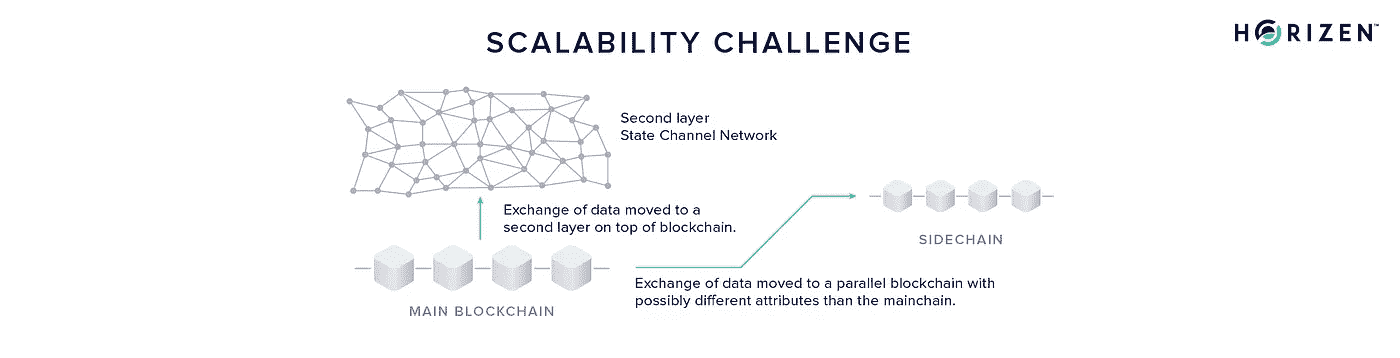 SCALABILITY CHALLENGE
HORIZEN™
Second layer
State Channel Network
Exchange of data moved to a
second layer on top of blockchain.
SIDECHAIN
Exchange of data moved to a parallel blockchain with
possibly different attributes than the mainchain.
MAIN BLOCKCHAIN